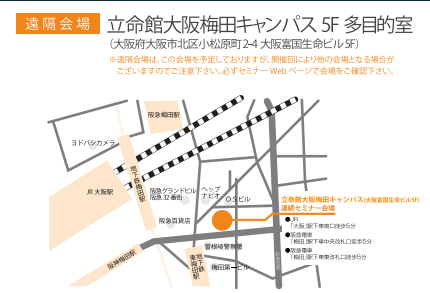 遠隔会場
立命館大阪梅田キャンパス 5F 多目的室
（大阪府大阪市北区小松原町2-4 大阪富国生命ビル5F）
※遠隔会場は、この会場を予定しておりますが、開催回により他の会場となる場合が
ございますのでご注意下さい。必ずセミナーWebページで会場をご確認下さい。
阪急梅田駅
ヨドバシカメラ
地下鉄梅田駅
JR 大阪駅
阪急グランドビル
阪急 32 番街
ヘップ
ナビオ
OSビル
阪急百貨店
立命館大阪梅田キャンパス(大阪富国生命ビル5F)
連続セミナー会場
●JR
「大阪」駅下車南口徒歩5分
●阪急電車
「梅田」駅下車中央改札口徒歩5分
●阪急電車
「梅田」駅下車東改札口徒歩5分
曽根崎警察署
阪神梅田駅
地下鉄
東梅田駅
梅田第一ビル